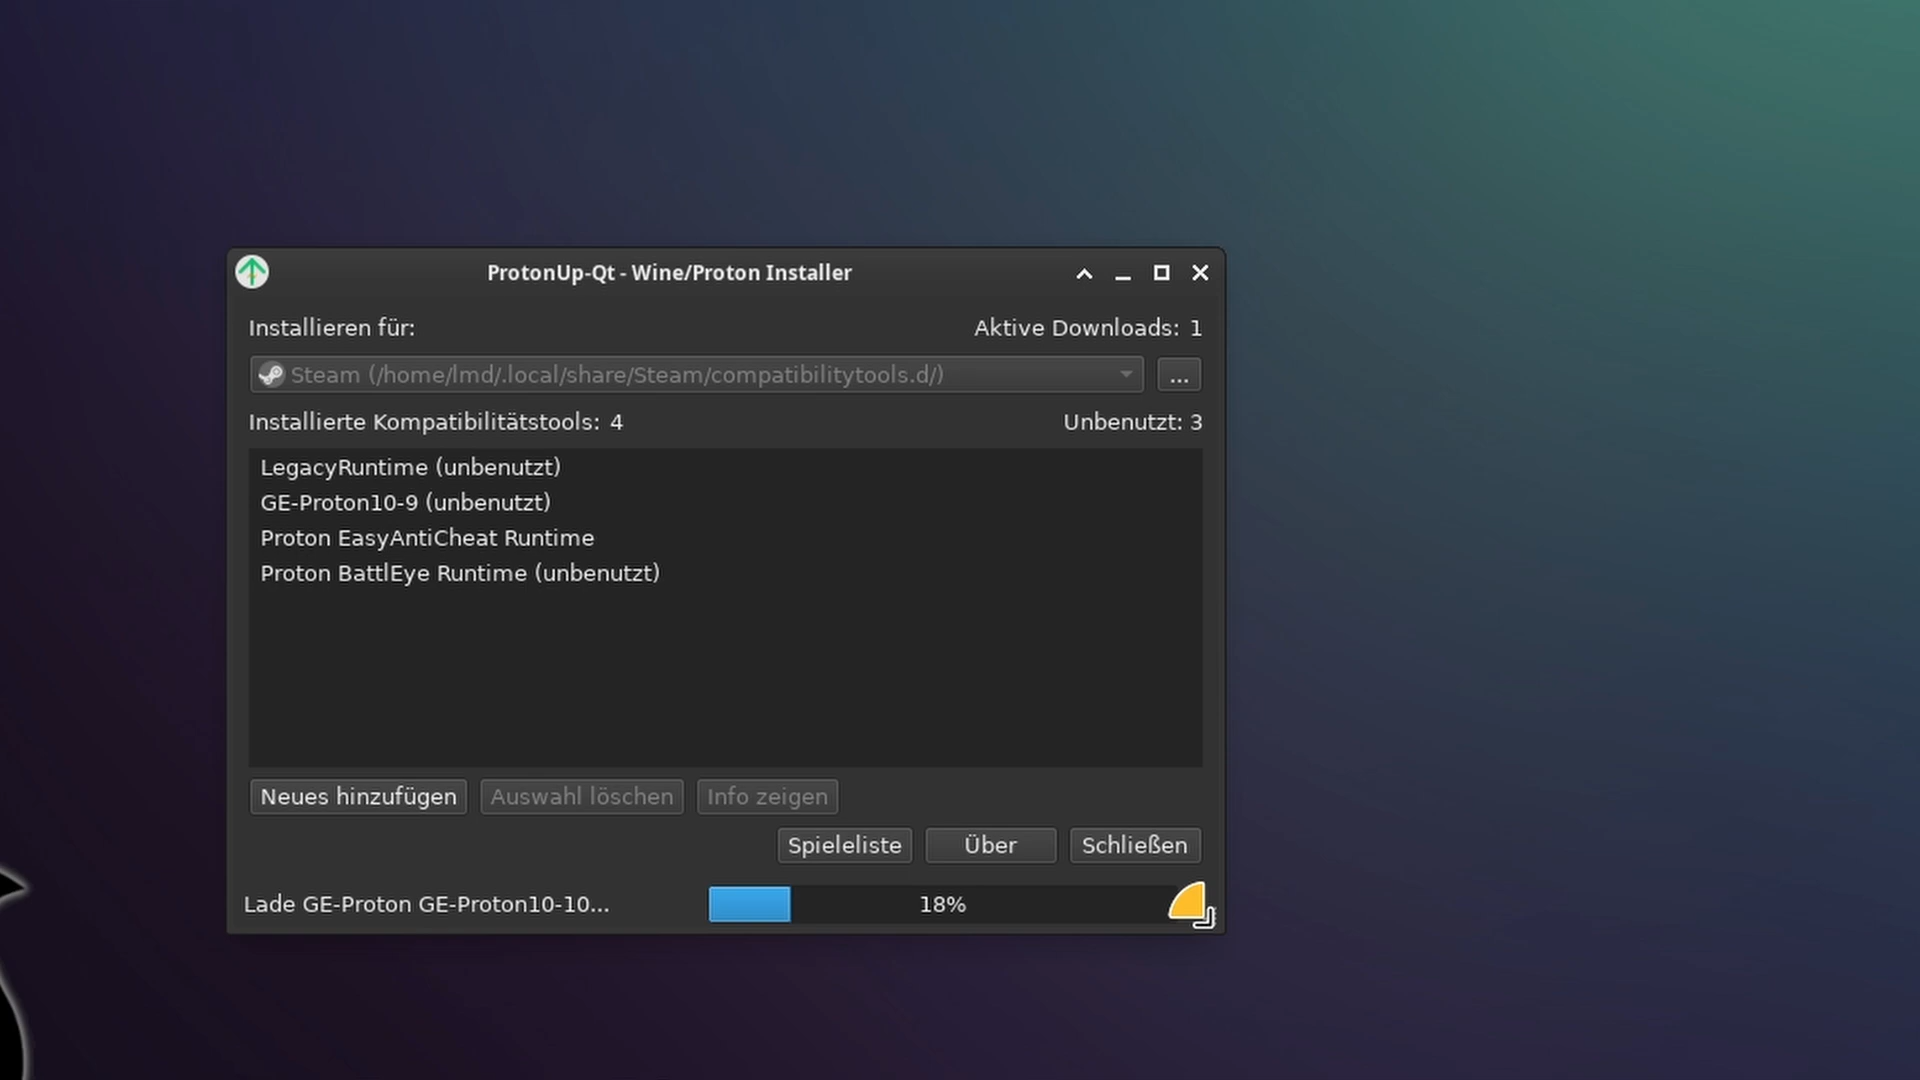 ProtonUp-Qt - Wine/Proton Installer
Installieren für: Aktive Downloads: 1
Steam (/home/lmd/.local/share/Steam/compatibilitytools.d/) ...
Installierte Kompatibilitätstools: 4 Unbenutzt: 3
LegacyRuntime (unbenutzt)
GE-Proton10-9 (unbenutzt)
Proton EasyAntiCheat Runtime
Proton BattlEye Runtime (unbenutzt)
Neues hinzufügen Auswahl löschen Info zeigen
Spieleliste Über Schließen
Lade GE-Proton GE-Proton10-10... 18%